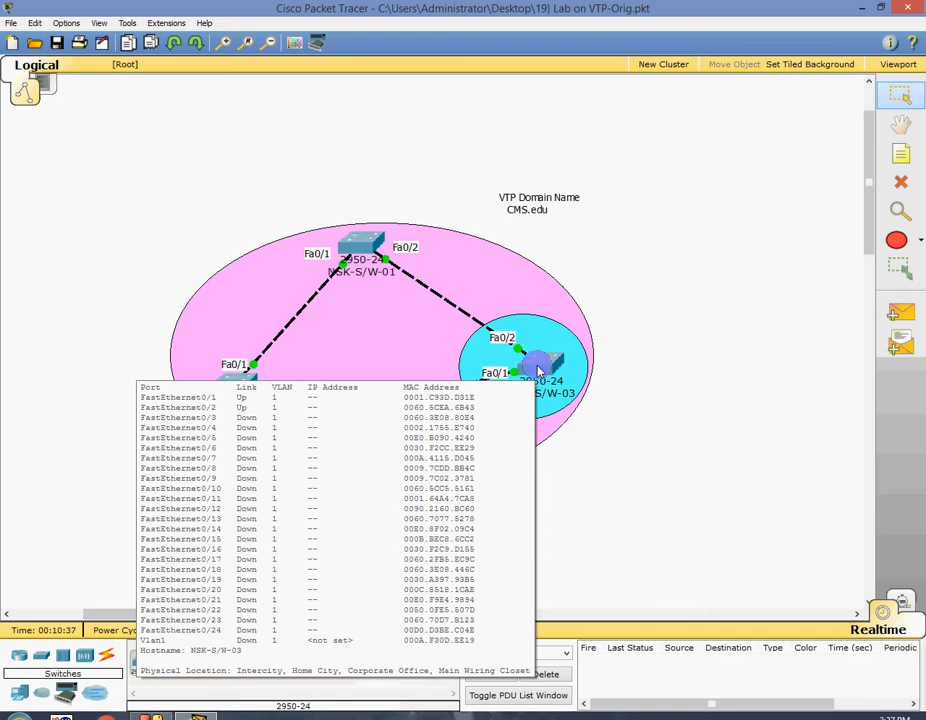 Cisco Packet Tracer - C:\Users\Administrator\Desktop\19) Lab on VTP-Orig.pkt
File Edit Options View Tools Extensions Help
Logical [Root] New Cluster Move Object Set Tiled Background Viewport
VTP Domain Name
CMS.edu
Fa0/1 Fa0/2
2950-24
NSK-S/W-01
Fa0/2
Fa0/1
Fa0/1
2950-24
S/W-03
Port Link VLAN IP Address MAC Address
FastEthernet0/1 Up 1 -- 0001.C93D.D31E
FastEthernet0/2 Up 1 -- 0060.5CEA.6B43
FastEthernet0/3 Down 1 -- 0060.3E08.80E4
FastEthernet0/4 Down 1 -- 0002.1755.E740
FastEthernet0/5 Down 1 -- 00E0.B090.4240
FastEthernet0/6 Down 1 -- 0030.F2CC.EE29
FastEthernet0/7 Down 1 -- 000A.4115.D045
FastEthernet0/8 Down 1 -- 0009.7CDD.BB4C
FastEthernet0/9 Down 1 -- 0009.7C02.3781
FastEthernet0/10 Down 1 -- 0060.5CC5.5161
FastEthernet0/11 Down 1 -- 0001.64A4.7CA8
FastEthernet0/12 Down 1 -- 0090.2160.BC60
FastEthernet0/13 Down 1 -- 0060.7077.5278
FastEthernet0/14 Down 1 -- 00E0.8F02.09C4
FastEthernet0/15 Down 1 -- 000B.BEC8.6CC2
FastEthernet0/16 Down 1 -- 0030.F2C9.D155
FastEthernet0/17 Down 1 -- 0060.2FB5.EC9C
FastEthernet0/18 Down 1 -- 0060.3E08.446C
FastEthernet0/19 Down 1 -- 0030.A397.93B5
FastEthernet0/20 Down 1 -- 000C.8518.1CAE
FastEthernet0/21 Down 1 -- 00E0.F9E4.9894
FastEthernet0/22 Down 1 -- 0050.0FE5.507D
FastEthernet0/23 Down 1 -- 0060.70D7.B123
FastEthernet0/24 Down 1 -- 00D0.D3BE.C04E
Vlan1 Down 1 <not set> 000A.F30D.EE19
Hostname: NSK-S/W-03
Physical Location: Intercity, Home City, Corporate Office, Main Wiring Closet
Time: 00:10:37 Power Cyc Realtime
Fire Last Status Source Destination Type Color Time (sec) Periodic
Switches
Delete
Toggle PDU List Window
2950-24